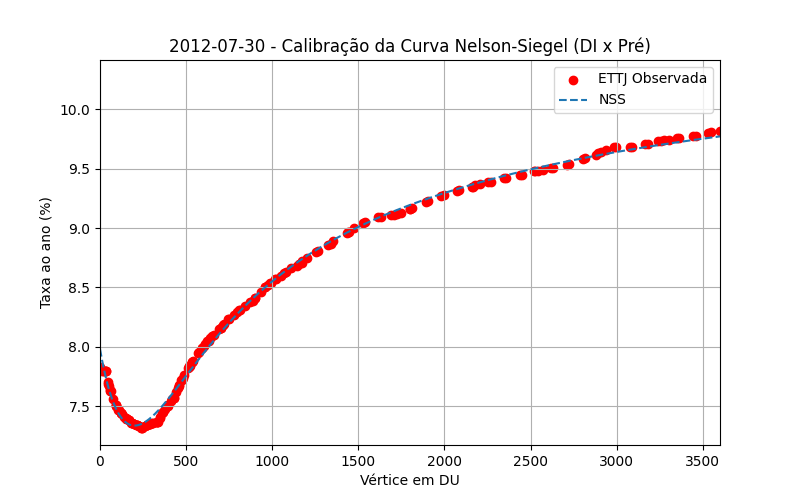 2012-07-30 - Calibração da Curva Nelson-Siegel (DI x Pré)
ETTJ Observada
NSS
10.0
9.5
9.0
8.5
8.0
7.5
Taxa ao ano (%)
0 500 1000 1500 2000 2500 3000 3500
Vértice em DU